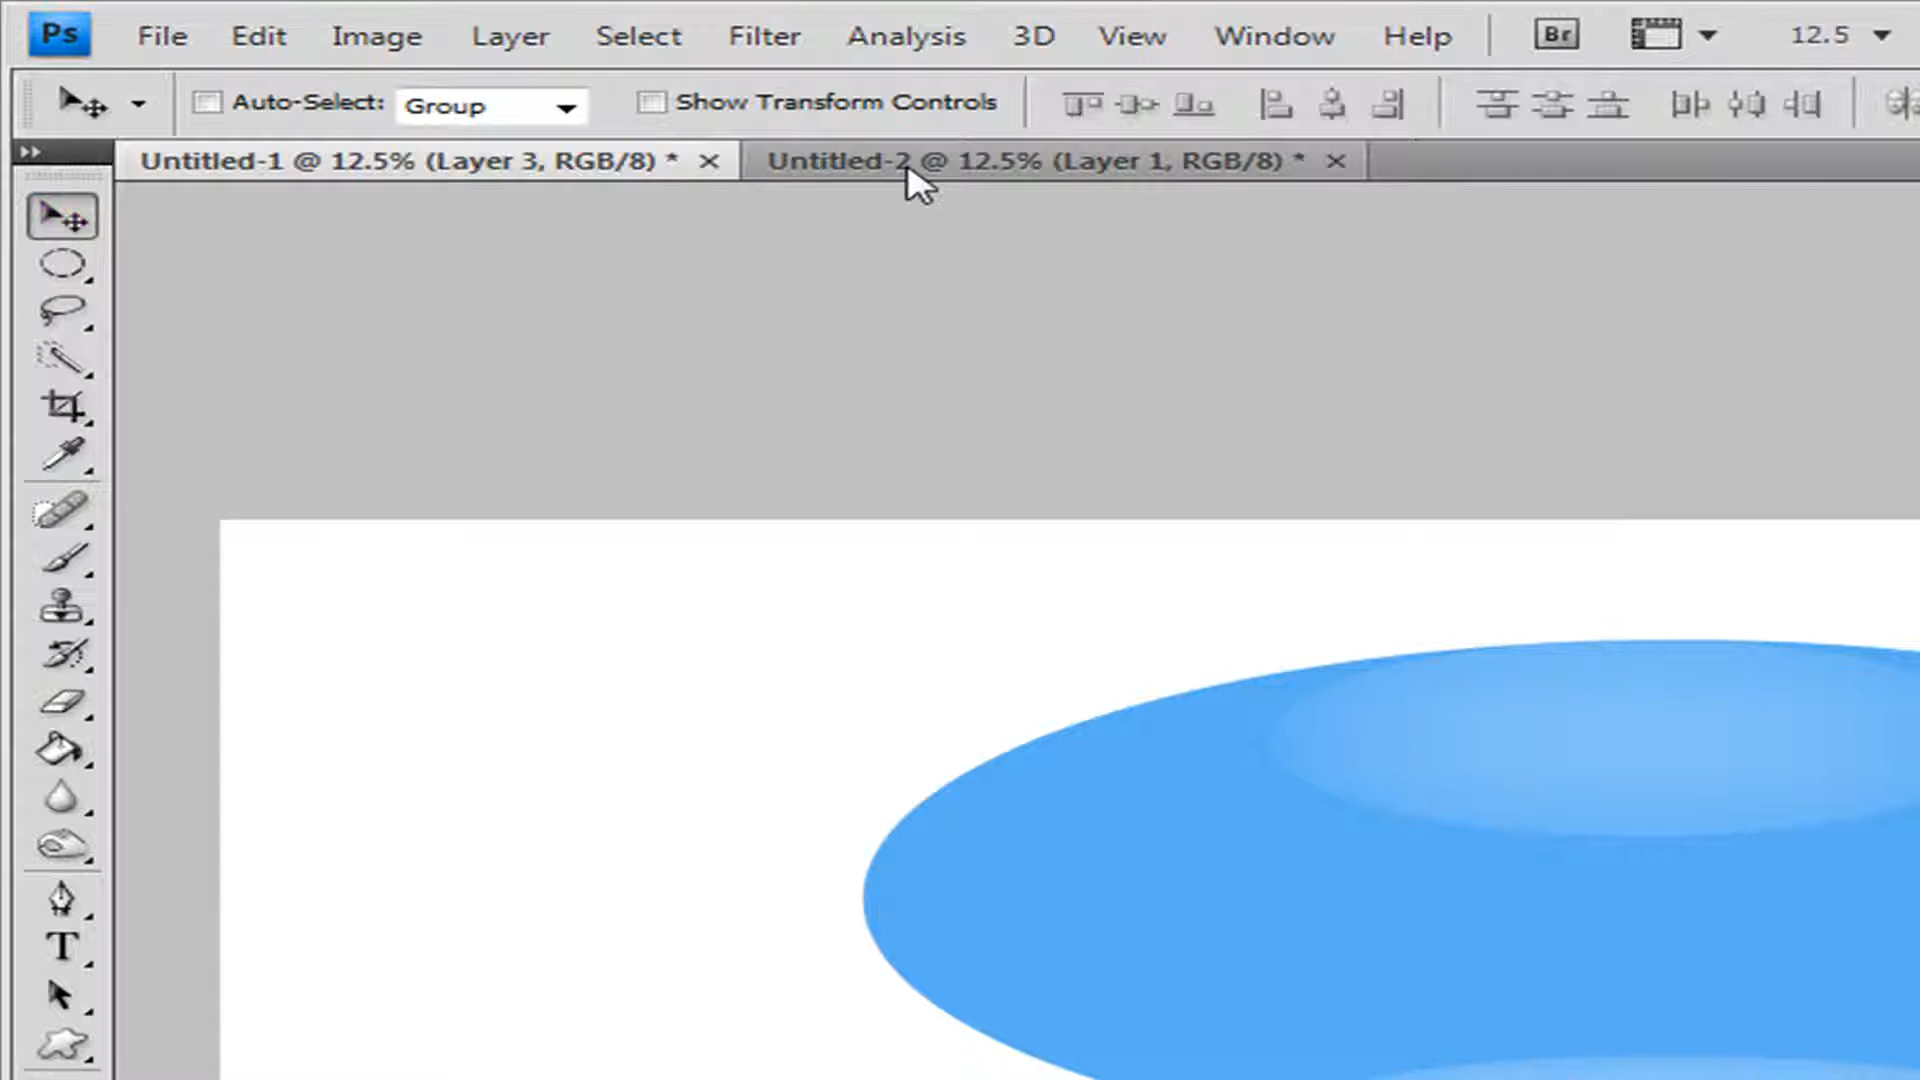 Ps File Edit Image Layer Select Filter Analysis 3D View Window Help Br 12.5
Auto-Select: Group Show Transform Controls
Untitled-1 @ 12.5% (Layer 3, RGB/8) * Untitled-2 @ 12.5% (Layer 1, RGB/8) *
T